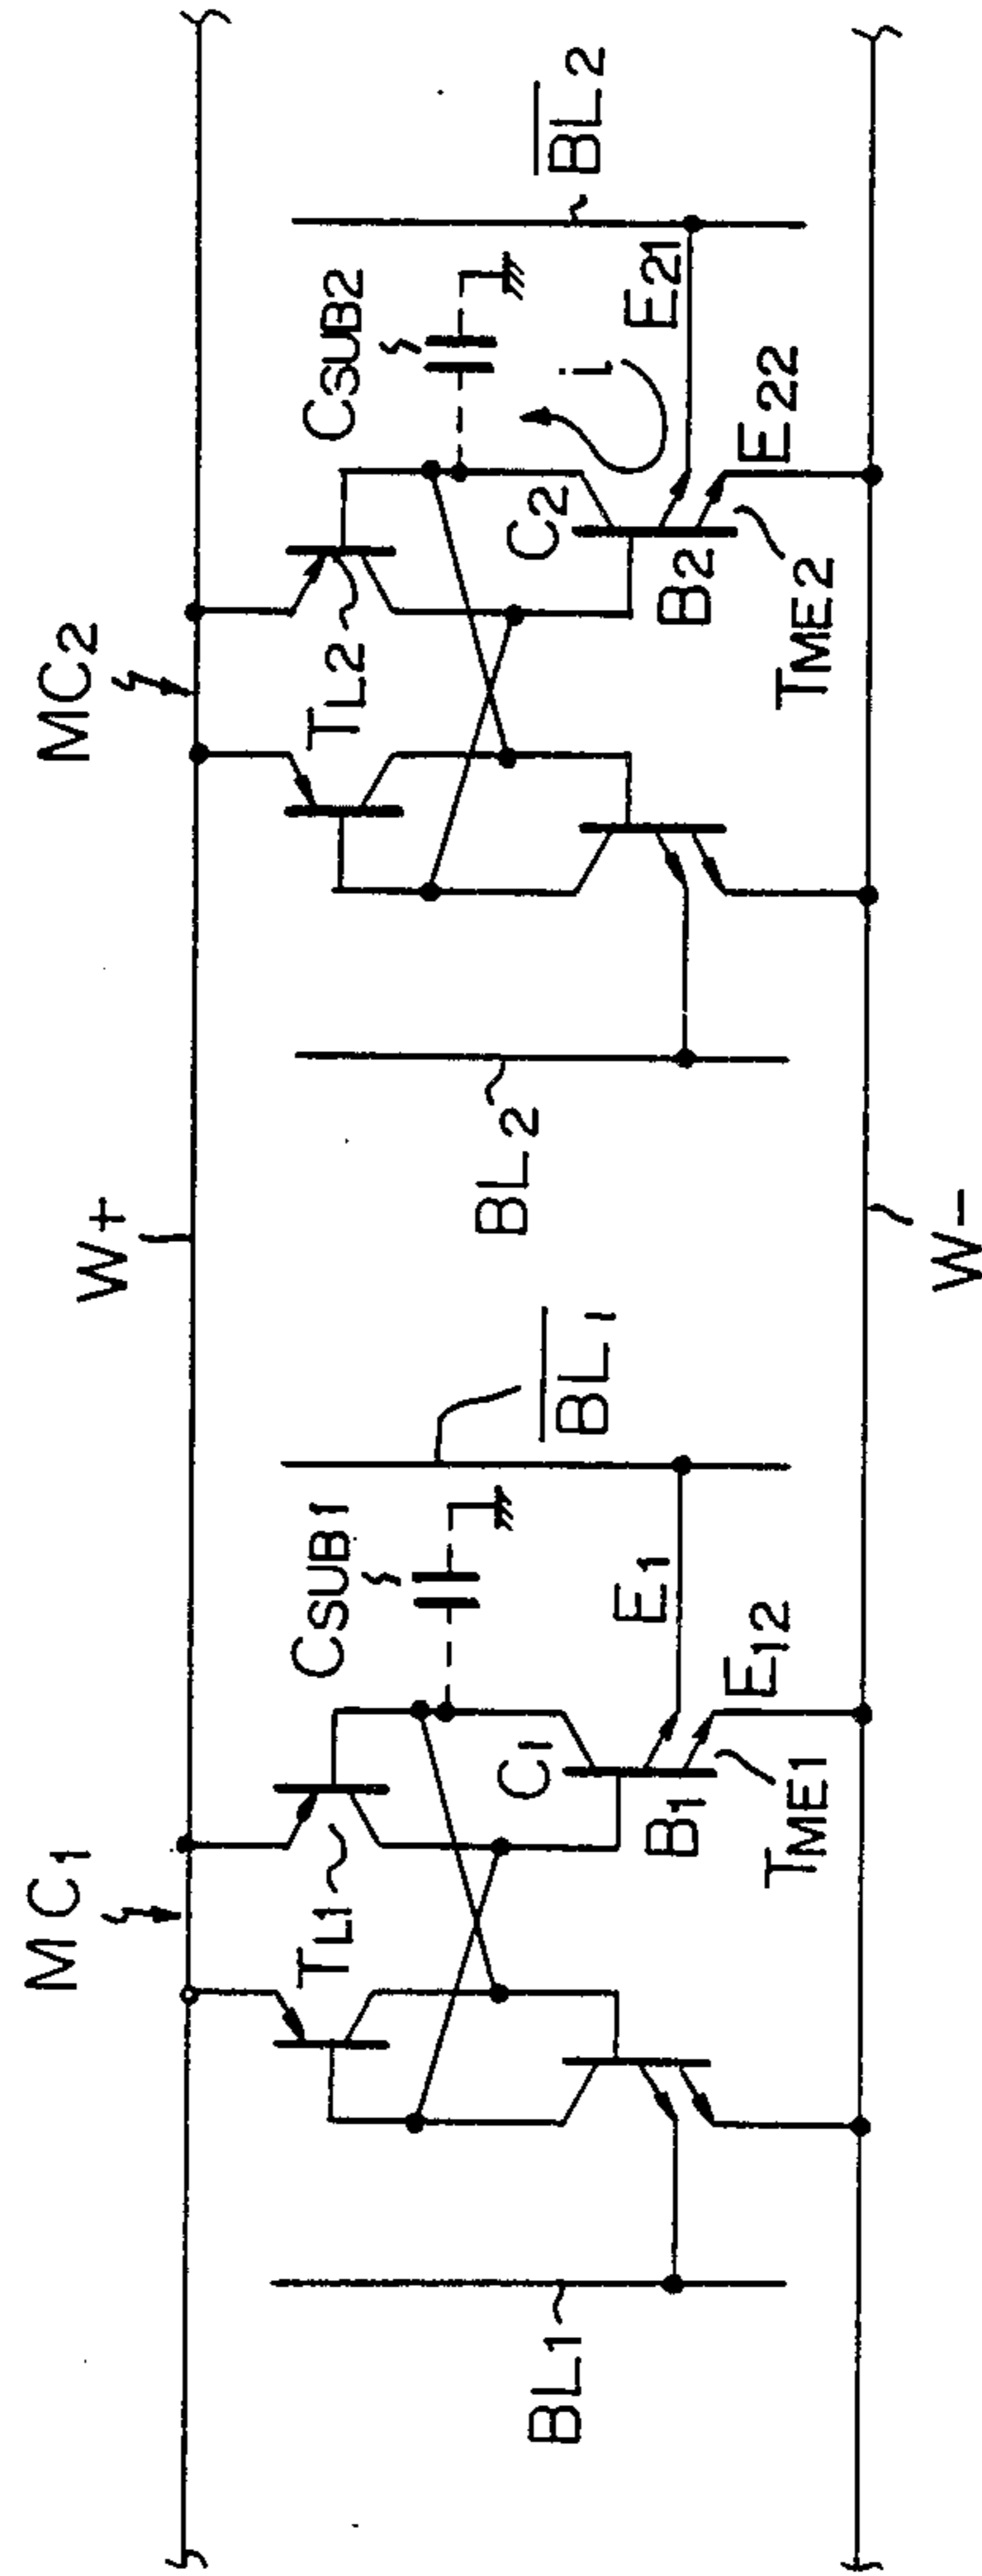 MC1
MC2
W+
TL1
CSUB1
TL2
CSUB2
BL1
C1
B1
E1
E12
TME1
BL1
BL2
C2
B2
i
E21
E22
TME2
BL2
W-